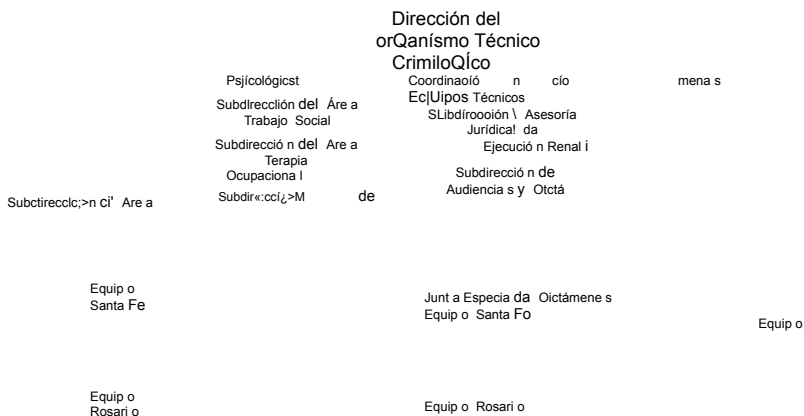 Dirección del
orQanísmo Técnico
CrimiloQÍco
Psjícológicst
Coordinaoíó n cío mena s
Ec|Uipos Técnicos
Subdlrecclión del Áre a
Trabajo Social
SLibdíroooión \ Asesoría
Jurídica! da
Ejecució n Renal i
Subdirecció n del Are a
Terapia
Ocupaciona l
Subdirecció n de
Audiencia s y Otctá
Subctirecclc;>n ci' Are a
Subdir«:ccí¿>M de
Equip o
Santa Fe
Junt a Especia da Oictámene s
Equip o Santa Fo
Equip o
Equip o
Rosari o
Equip o Rosari o